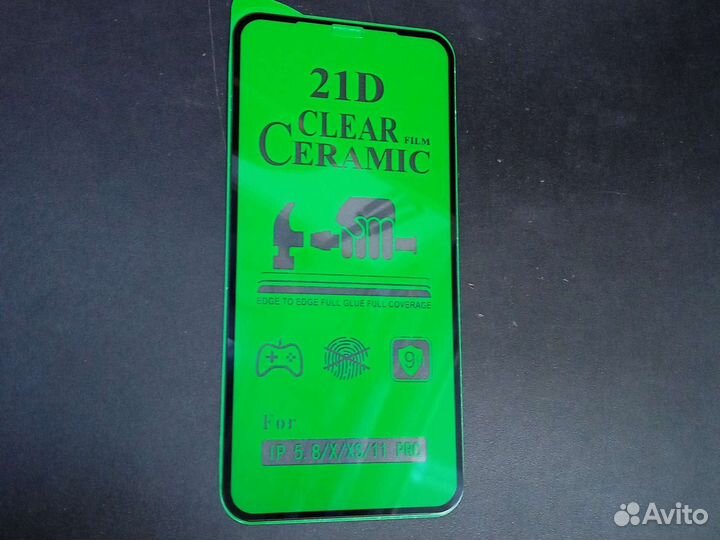 21D
CLEAR FILM
CERAMIC
EDGE TO EDGE FULL GLUE FULL COVERAGE
9
For
IP 5.8/X/XS/11 PRO
Avito